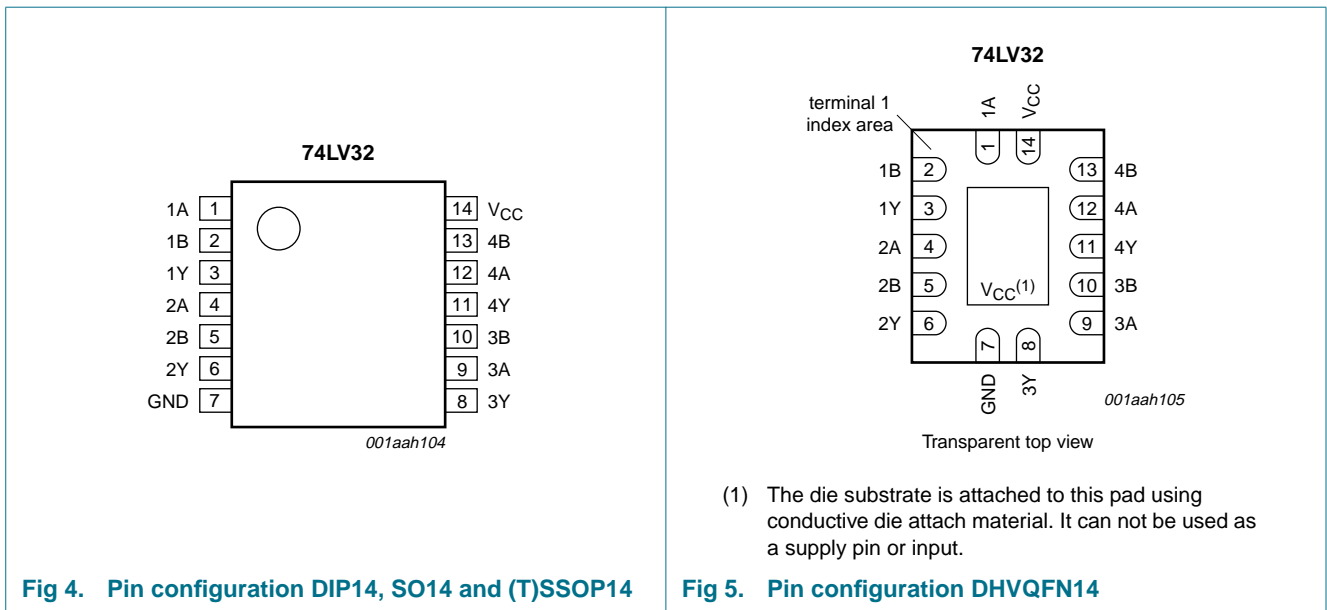 74LV32
1A 1 14 VCC
1B 2 13 4B
1Y 3 12 4A
2A 4 11 4Y
2B 5 10 3B
2Y 6 9 3A
GND 7 8 3Y
001aah104
Fig 4. Pin configuration DIP14, SO14 and (T)SSOP14
74LV32
terminal 1
index area
1A VCC
1 14
1B 2 13 4B
1Y 3 12 4A
2A 4 11 4Y
2B 5 VCC(1) 10 3B
2Y 6 9 3A
7 8
GND 3Y
001aah105
Transparent top view
(1) The die substrate is attached to this pad using
conductive die attach material. It can not be used as
a supply pin or input.
Fig 5. Pin configuration DHVQFN14